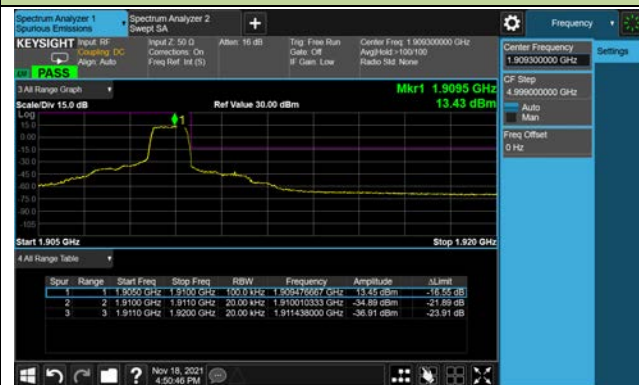 Spectrum Analyzer 1
Spurious Emissions
Spectrum Analyzer 2
Swept SA
+
Frequency
KEYSIGHT
Input: RF
Coupling: DC
Align: Auto
Input Z: 50 Ω
Corrections: On
Freq Ref: Int (S)
Atten: 16 dB
Trig: Free Run
Gate: Off
IF Gain: Low
Center Freq: 1.909300000 GHz
Avg|Hold:>100/100
Radio Std: None
PASS
Center Frequency
1.909300000 GHz
Settings
CF Step
4.999000000 GHz
Auto
Man
Freq Offset
0 Hz
3 All Range Graph
Mkr1 1.9095 GHz
13.43 dBm
Scale/Div 15.0 dB
Ref Value 30.00 dBm
Log
15.0
0.00
-15.0
-30.0
-45.0
-60.0
-75.0
-90.0
-105
1
Start 1.905 GHz
Stop 1.920 GHz
4 All Range Table
Spur Range Start Freq Stop Freq RBW Frequency Amplitude ΔLimit
1 1 1.9050 GHz 1.9100 GHz 100.0 kHz 1.909476667 GHz 13.45 dBm -16.55 dB
2 2 1.9100 GHz 1.9110 GHz 20.00 kHz 1.910010333 GHz -34.89 dBm -21.89 dB
3 3 1.9110 GHz 1.9200 GHz 20.00 kHz 1.911438000 GHz -36.91 dBm -23.91 dB
?
Nov 18, 2021
4:50:46 PM